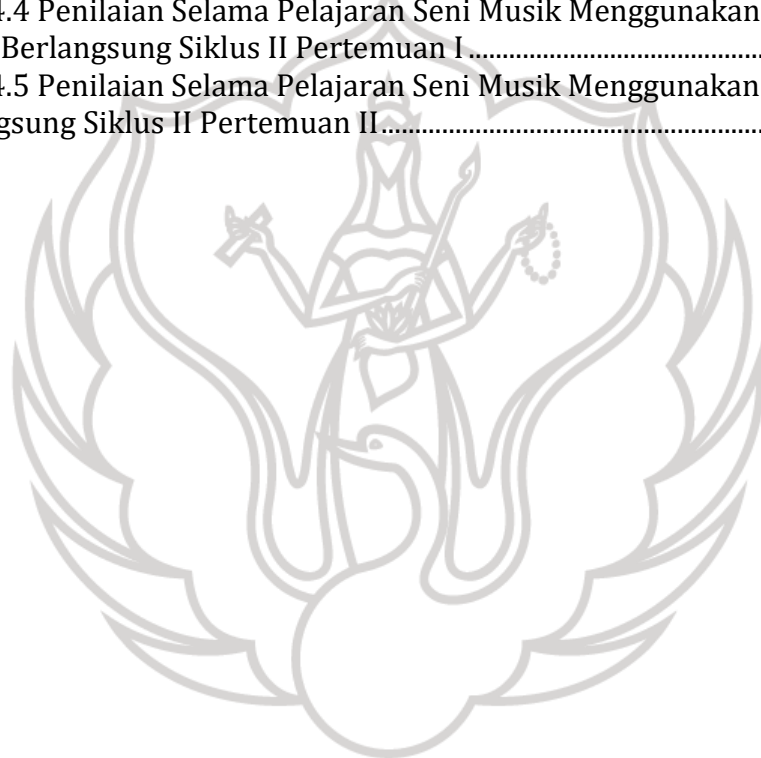 4.4 Penilaian Selama Pelajaran Seni Musik Menggunakan
Berlangsung Siklus II Pertemuan I........................................................
4.5 Penilaian Selama Pelajaran Seni Musik Menggunakan
gsung Siklus II Pertemuan II........................................................................